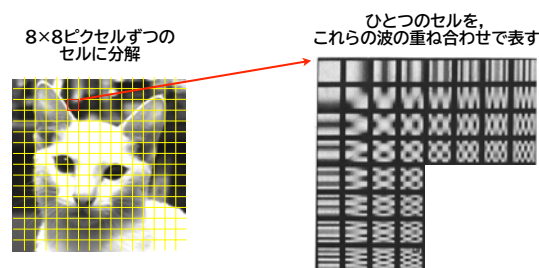 8×8ピクセルずつの
セルに分解
ひとつのセルを，
これらの波の重ね合わせで表す